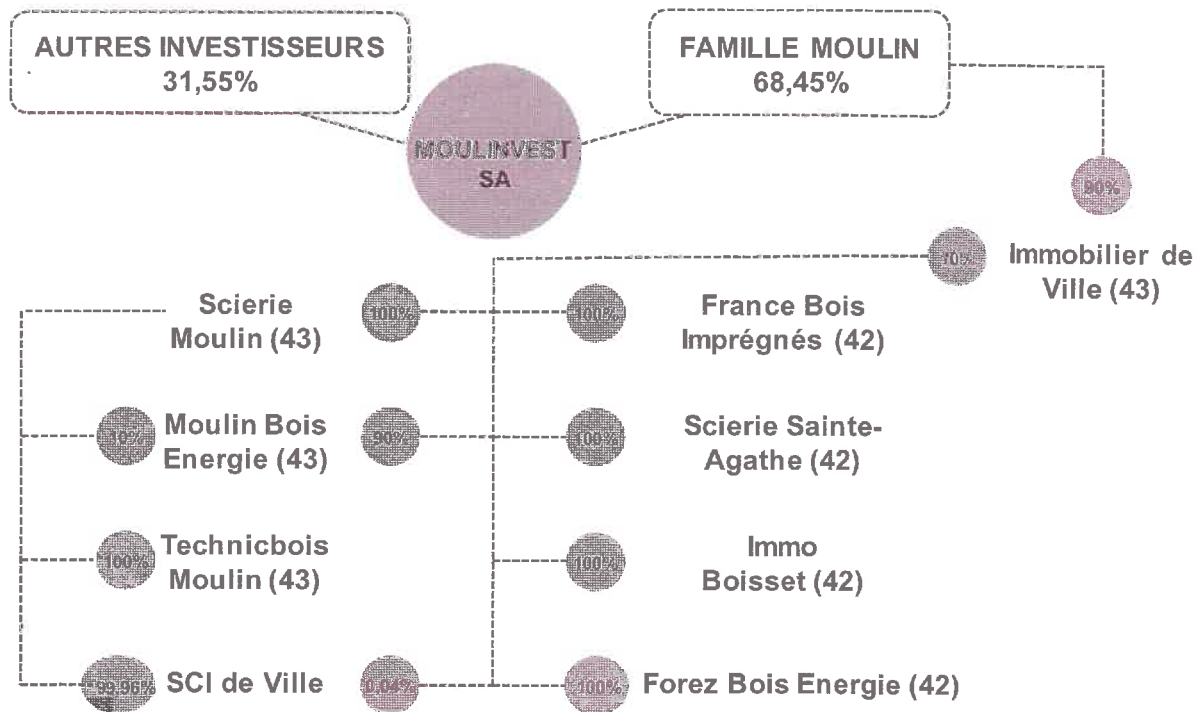 AUTRES INVESTISSEURS
31,55%
FAMILLE MOULIN
68,45%
MOULINVEST
SA
90%
10%
Immobilier de
Ville (43)
Scierie
Moulin (43)
100%
100%
France Bois
Imprégnés (42)
10%
Moulin Bois
Energie (43)
90%
100%
Scierie Sainte-
Agathe (42)
100%
Technicbois
Moulin (43)
100%
Immo
Boisset (42)
99,96%
SCI de Ville
0,04%
100%
Forez Bois Energie (42)